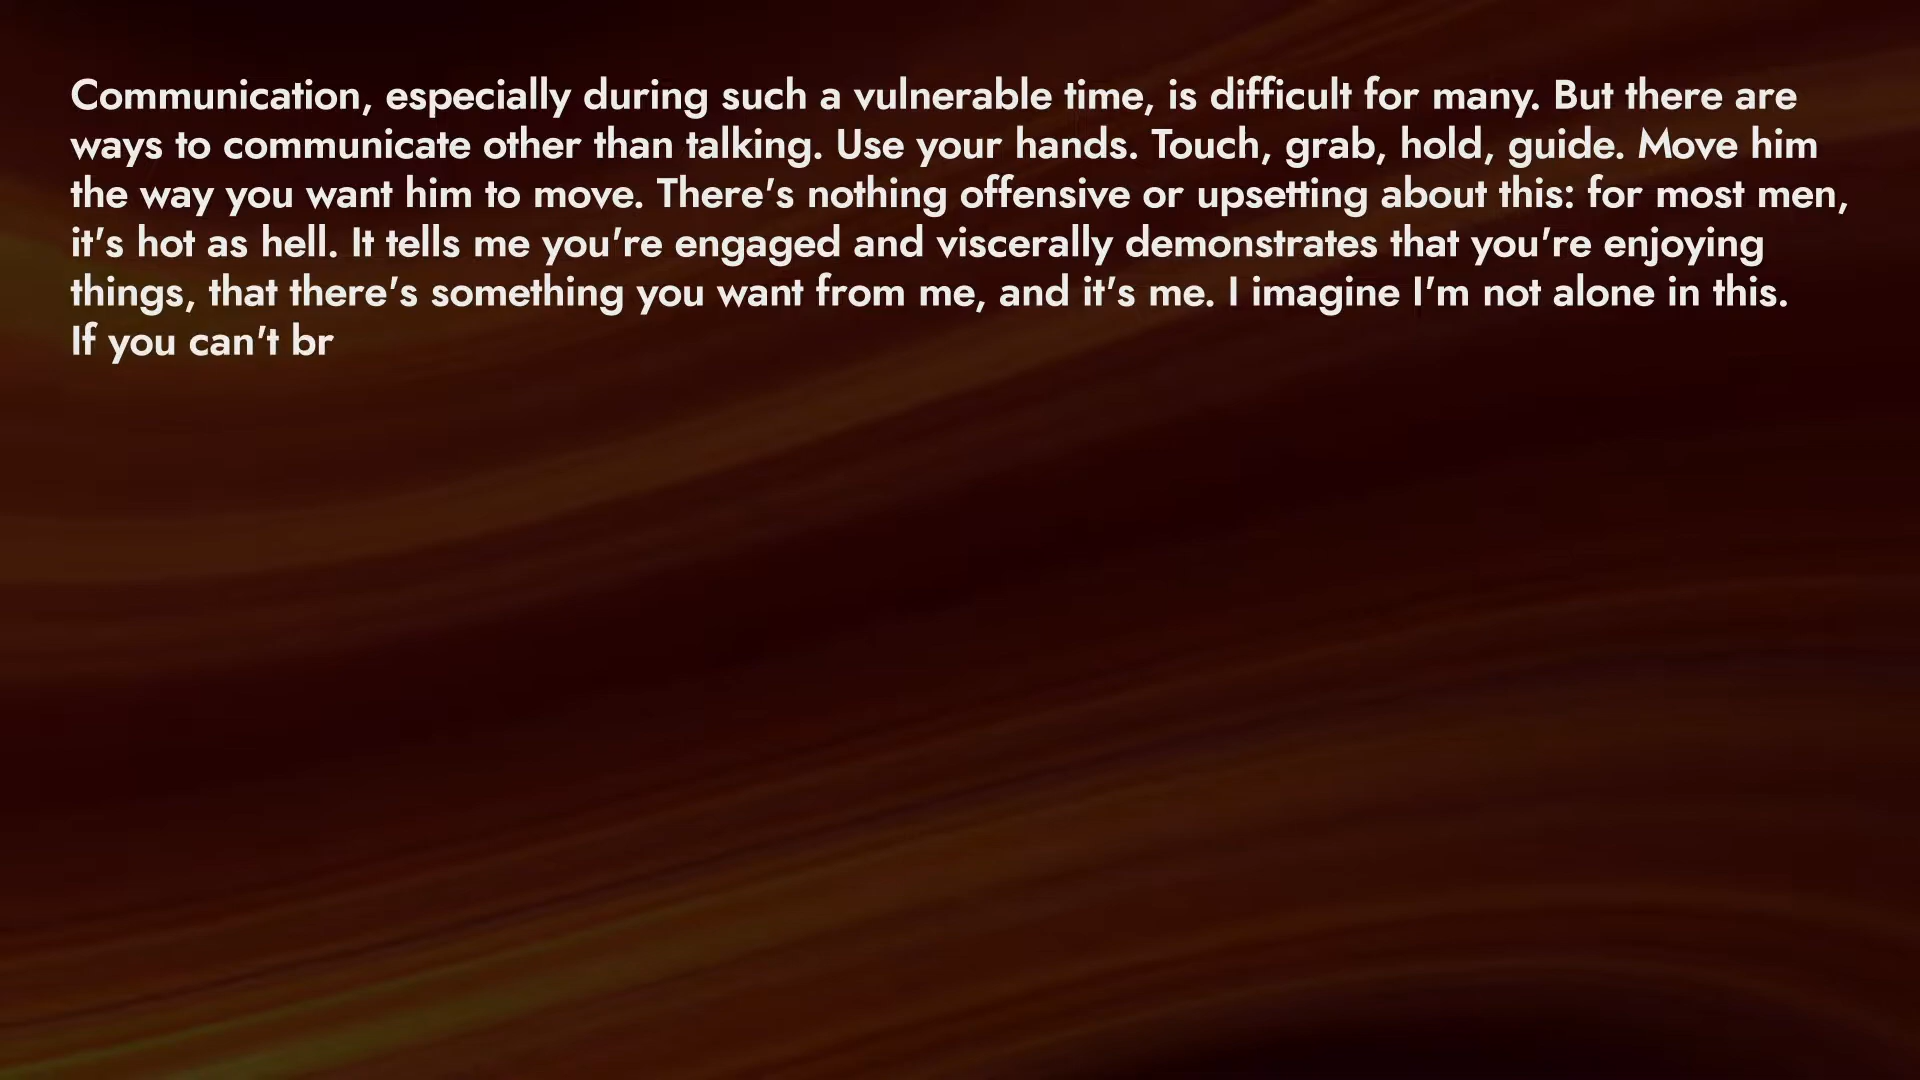 Communication, especially during such a vulnerable time, is difficult for many. But there are
ways to communicate other than talking. Use your hands. Touch, grab, hold, guide. Move him
the way you want him to move. There's nothing offensive or upsetting about this: for most men,
it's hot as hell. It tells me you're engaged and viscerally demonstrates that you're enjoying
things, that there's something you want from me, and it's me. I imagine I'm not alone in this.
If you can't br